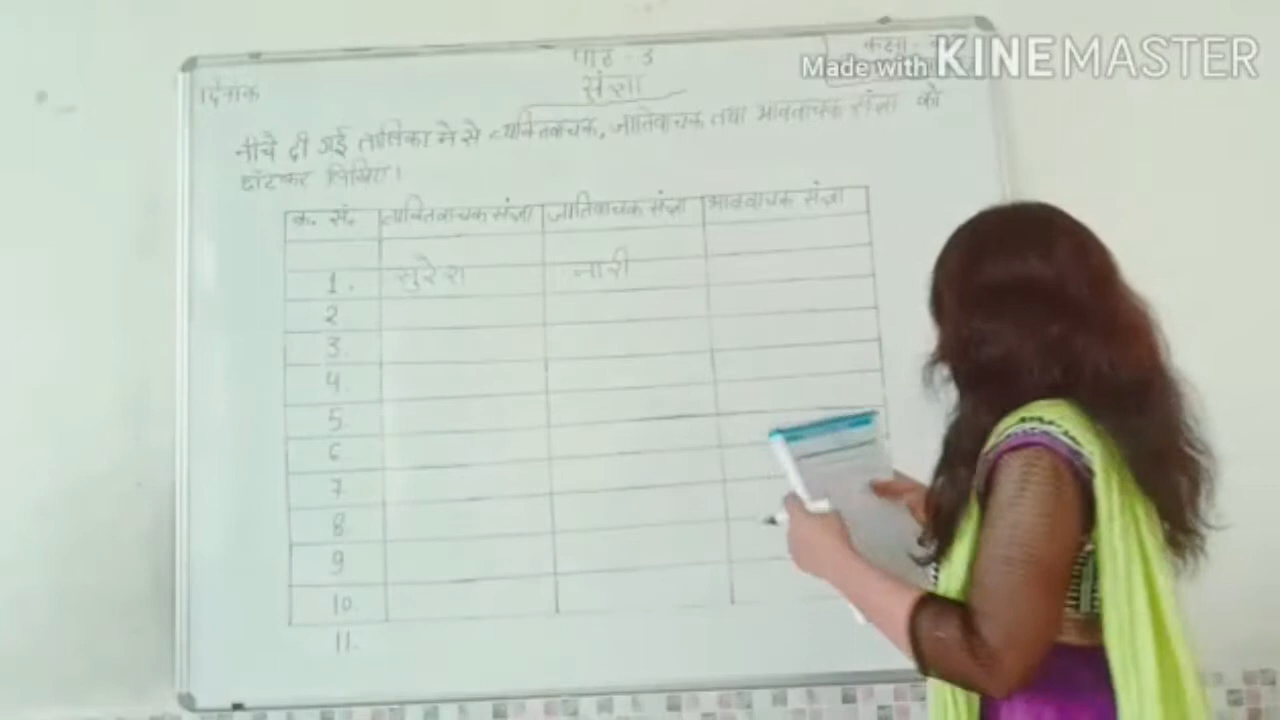 पाठ - 3
कक्षा -
Made with KINEMASTER
दिनांक
संज्ञा
नीचे दी गई तालिका में से व्यक्तिवाचक, जातिवाचक तथा भाववाचक संज्ञा को
छाँटकर लिखिए।
क्र. सं. व्यक्तिवाचक संज्ञा जातिवाचक संज्ञा भाववाचक संज्ञा
1. सुरेश नारी
2
3.
4.
5
6
7
8
9
10.
11.